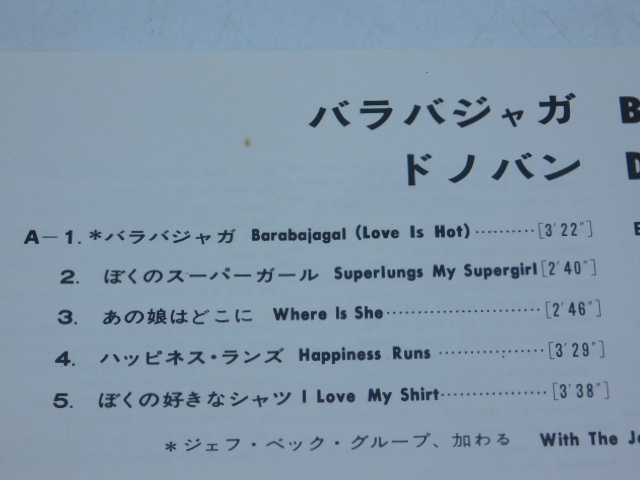 バラバジャガ B
ドノバン D
A－1. *バラバジャガ Barabajagal (Love Is Hot)··········[3'22"]
2. ぼくのスーパーガール Superlungs My Supergirl[2'40"]
3. あの娘はどこに Where Is She·························[2'46"]
4. ハッピネス・ランズ Happiness Runs ·················[3'29"]
5. ぼくの好きなシャツ I Love My Shirt·················[3'38"]
*ジェフ・ベック・グループ、加わる With The J